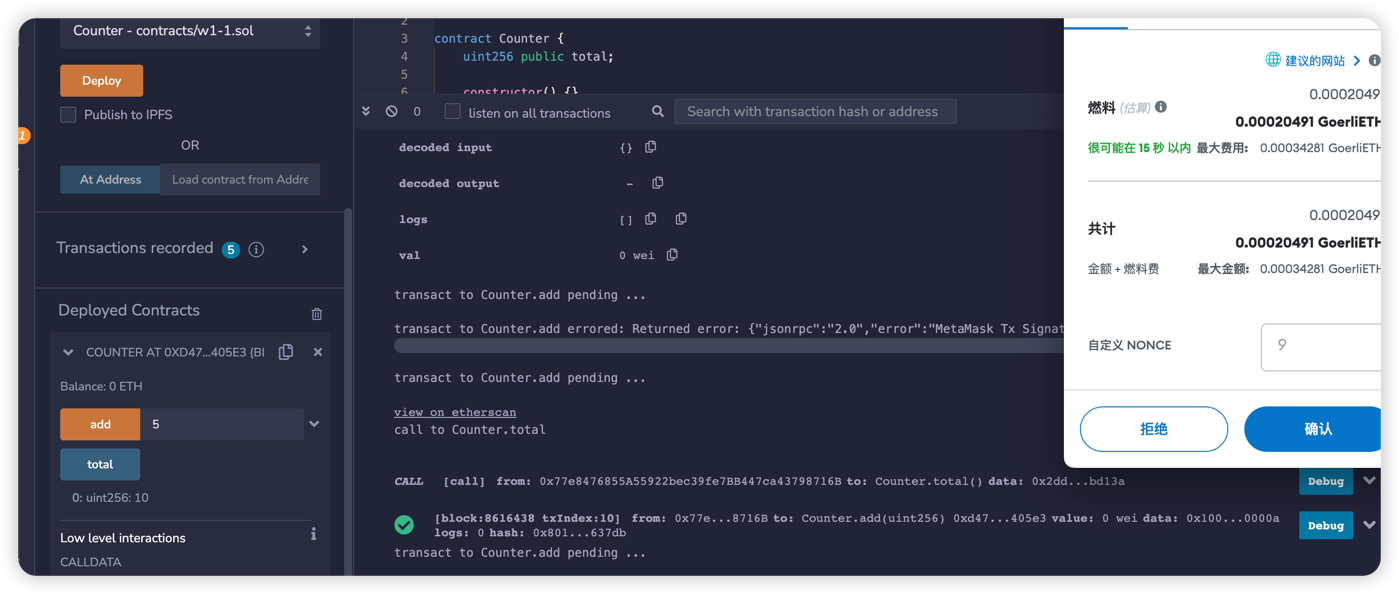 Counter - contracts/w1-1.sol
Deploy
Publish to IPFS
OR
1
At Address
Load contract from Addre
Transactions recorded 5
Deployed Contracts
COUNTER AT 0XD47...405E3 (BI
Balance: 0 ETH
add 5
total
0: uint256: 10
Low level interactions
CALLDATA
2
3 contract Counter {
4 uint256 public total;
5
6 constructor() {}
0
listen on all transactions
Search with transaction hash or address
decoded input {}
decoded output -
logs []
val 0 wei
transact to Counter.add pending ...
transact to Counter.add errored: Returned error: {"jsonrpc":"2.0","error":"MetaMask Tx Signat
transact to Counter.add pending ...
view on etherscan
call to Counter.total
CALL [call] from: 0x77e8476855A55922bec39fe7BB447ca43798716B to: Counter.total() data: 0x2dd...bd13a
Debug
[block:8616438 txIndex:10] from: 0x77e...8716B to: Counter.add(uint256) 0xd47...405e3 value: 0 wei data: 0x100...0000a
logs: 0 hash: 0x801...637db
Debug
transact to Counter.add pending ...
建议的网站
0.0002049
燃料 (估算)
0.00020491 GoerliETH
很可能在 15 秒 以内 最大费用: 0.00034281 GoerliETH
0.0002049
共计
0.00020491 GoerliETH
金额 + 燃料费 最大金额: 0.00034281 GoerliETH
自定义 NONCE 9
拒绝
确认